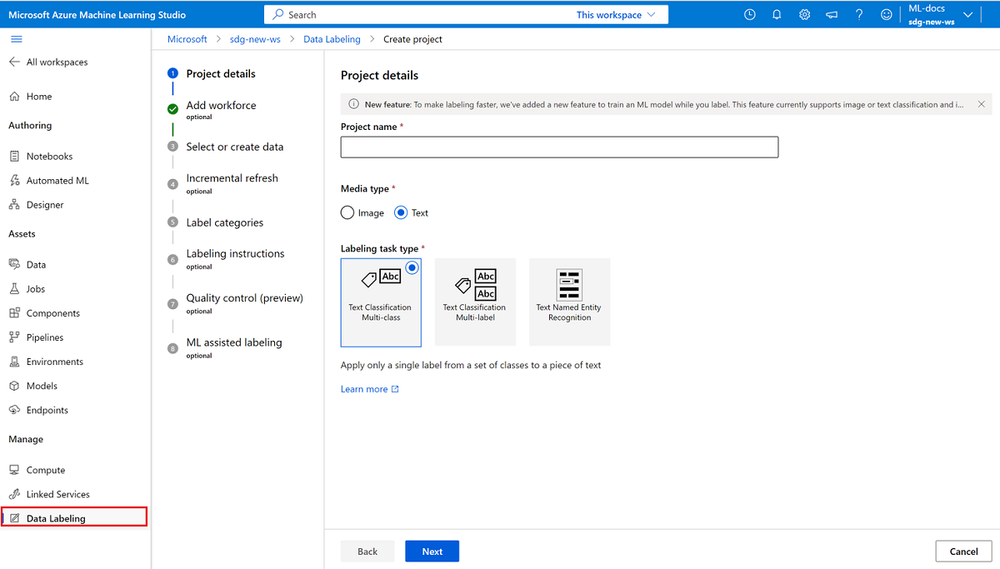 Microsoft Azure Machine Learning Studio
Search
This workspace
ML-docs
sdg-new-ws
Microsoft > sdg-new-ws > Data Labeling > Create project
All workspaces
Home
Authoring
Notebooks
Automated ML
Designer
Assets
Data
Jobs
Components
Pipelines
Environments
Models
Endpoints
Manage
Compute
Linked Services
Data Labeling
1 Project details
Add workforce
optional
3 Select or create data
4 Incremental refresh
optional
5 Label categories
6 Labeling instructions
optional
7 Quality control (preview)
optional
8 ML assisted labeling
optional
Project details
New feature: To make labeling faster, we've added a new feature to train an ML model while you label. This feature currently supports image or text classification and i...
Project name *
Media type *
Image
Text
Labeling task type *
Abc
Text Classification
Multi-class
Abc
Abc
Text Classification
Multi-label
Text Named Entity
Recognition
Apply only a single label from a set of classes to a piece of text
Learn more
Back
Next
Cancel